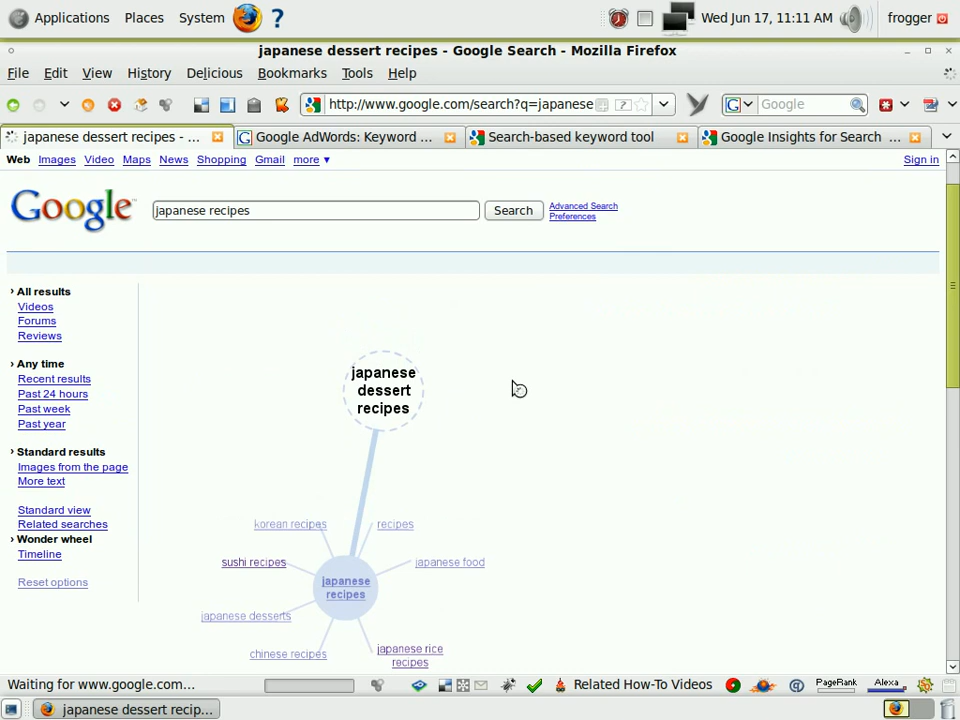 Applications Places System ? Wed Jun 17, 11:11 AM frogger
japanese dessert recipes - Google Search - Mozilla Firefox
File Edit View History Delicious Bookmarks Tools Help
http://www.google.com/search?q=japanese ? G Google
japanese dessert recipes - ... Google AdWords: Keyword ... Search-based keyword tool Google Insights for Search ...
Web Images Video Maps News Shopping Gmail more ▼ Sign in
Google japanese recipes Search Advanced Search
Preferences
› All results
Videos
Forums
Reviews
› Any time
Recent results
Past 24 hours
Past week
Past year
› Standard results
Images from the page
More text
Standard view
Related searches
› Wonder wheel
Timeline
Reset options
japanese
dessert
recipes
korean recipes recipes
sushi recipes japanese food
japanese
recipes
japanese desserts
chinese recipes
japanese rice
recipes
Waiting for www.google.com... Related How-To Videos PageRank Alexa
japanese dessert recip...